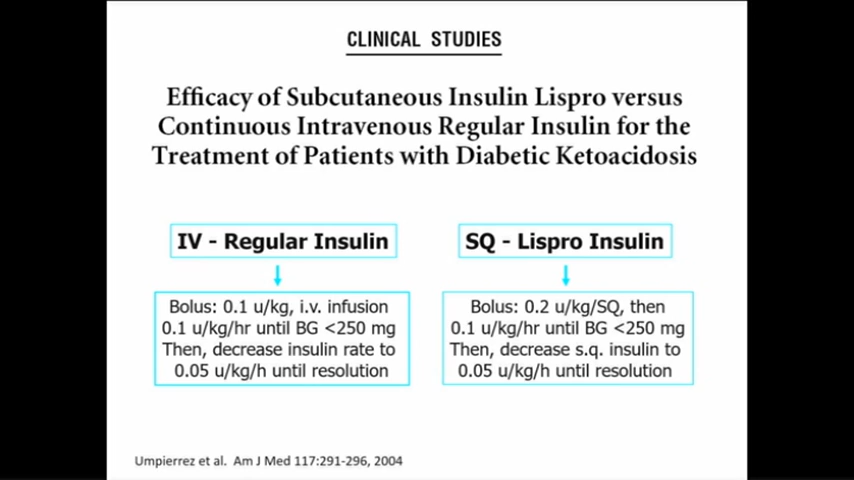 CLINICAL STUDIES
Efficacy of Subcutaneous Insulin Lispro versus
Continuous Intravenous Regular Insulin for the
Treatment of Patients with Diabetic Ketoacidosis
IV - Regular Insulin
Bolus: 0.1 u/kg, i.v. infusion
0.1 u/kg/hr until BG <250 mg
Then, decrease insulin rate to
0.05 u/kg/h until resolution
SQ - Lispro Insulin
Bolus: 0.2 u/kg/SQ, then
0.1 u/kg/hr until BG <250 mg
Then, decrease s.q. insulin to
0.05 u/kg/h until resolution
Umpierrez et al. Am J Med 117:291-296, 2004